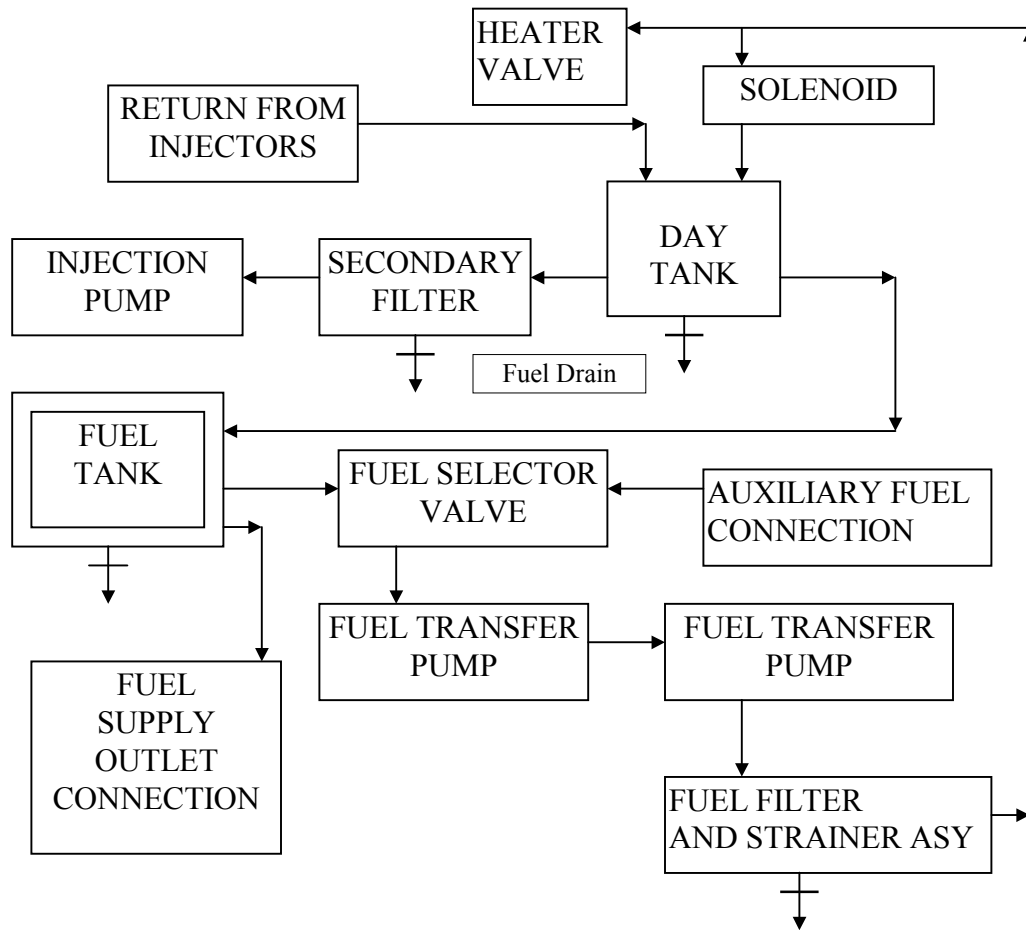 HEATER
VALVE
SOLENOID
RETURN FROM
INJECTORS
DAY
TANK
INJECTION
PUMP
SECONDARY
FILTER
Fuel Drain
FUEL
TANK
FUEL SELECTOR
VALVE
AUXILIARY FUEL
CONNECTION
FUEL TRANSFER
PUMP
FUEL TRANSFER
PUMP
FUEL
SUPPLY
OUTLET
CONNECTION
FUEL FILTER
AND STRAINER ASY